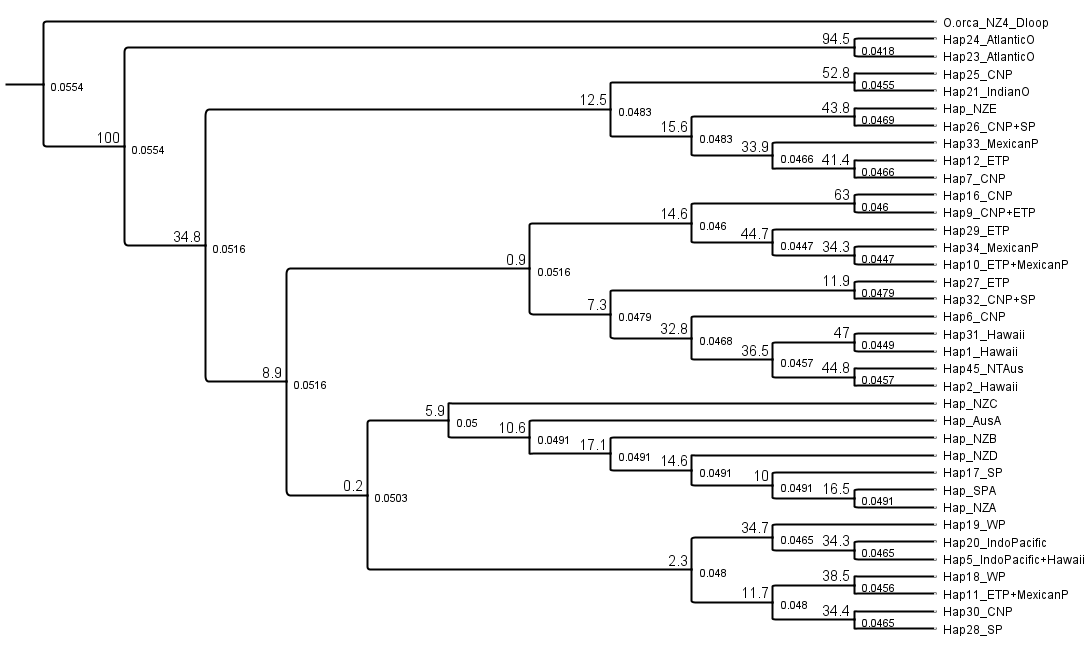 O.orca_NZ4_Dloop
94.5 Hap24_AtlanticO
0.0418
Hap23_AtlanticO
52.8 Hap25_CNP
0.0554
0.0455
12.5 Hap21_IndianO
0.0483
43.8 Hap_NZE
0.0469
15.6 Hap26_CNP+SP
100 0.0483
33.9 Hap33_MexicanP
0.0554
0.0466 41.4 Hap12_ETP
0.0466
Hap7_CNP
63 Hap16_CNP
0.046
14.6 Hap9_CNP+ETP
0.046
44.7 Hap29_ETP
34.8 0.0447 34.3 Hap34_MexicanP
0.0516
0.0447
0.9 Hap10_ETP+MexicanP
0.0516
11.9 Hap27_ETP
0.0479
7.3 Hap32_CNP+SP
0.0479
32.8 Hap6_CNP
0.0468
47 Hap31_Hawaii
0.0449
36.5 Hap1_Hawaii
0.0457
44.8 Hap45_NTAus
8.9 0.0457
0.0516
Hap2_Hawaii
5.9 Hap_NZC
0.05
10.6 Hap_AusA
0.0491
17.1 Hap_NZB
0.0491
14.6 Hap_NZD
0.0491
10 Hap17_SP
0.2 0.0491 16.5 Hap_SPA
0.0503
0.0491
Hap_NZA
34.7 Hap19_WP
0.0465 34.3 Hap20_IndoPacific
0.0465
2.3 Hap5_IndoPacific+Hawaii
0.048
38.5 Hap18_WP
0.0456
11.7 Hap11_ETP+MexicanP
0.048
34.4 Hap30_CNP
0.0465
Hap28_SP